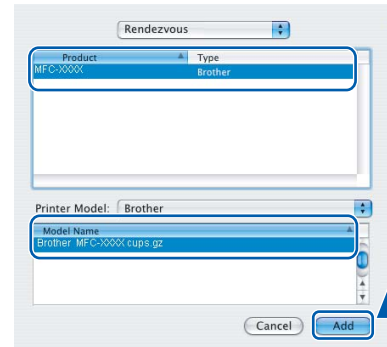 Rendezvous
Product Type
MFC-XXXX Brother
Printer Model: Brother
Model Name
Brother MFC-XXXX cups.gz
Cancel Add